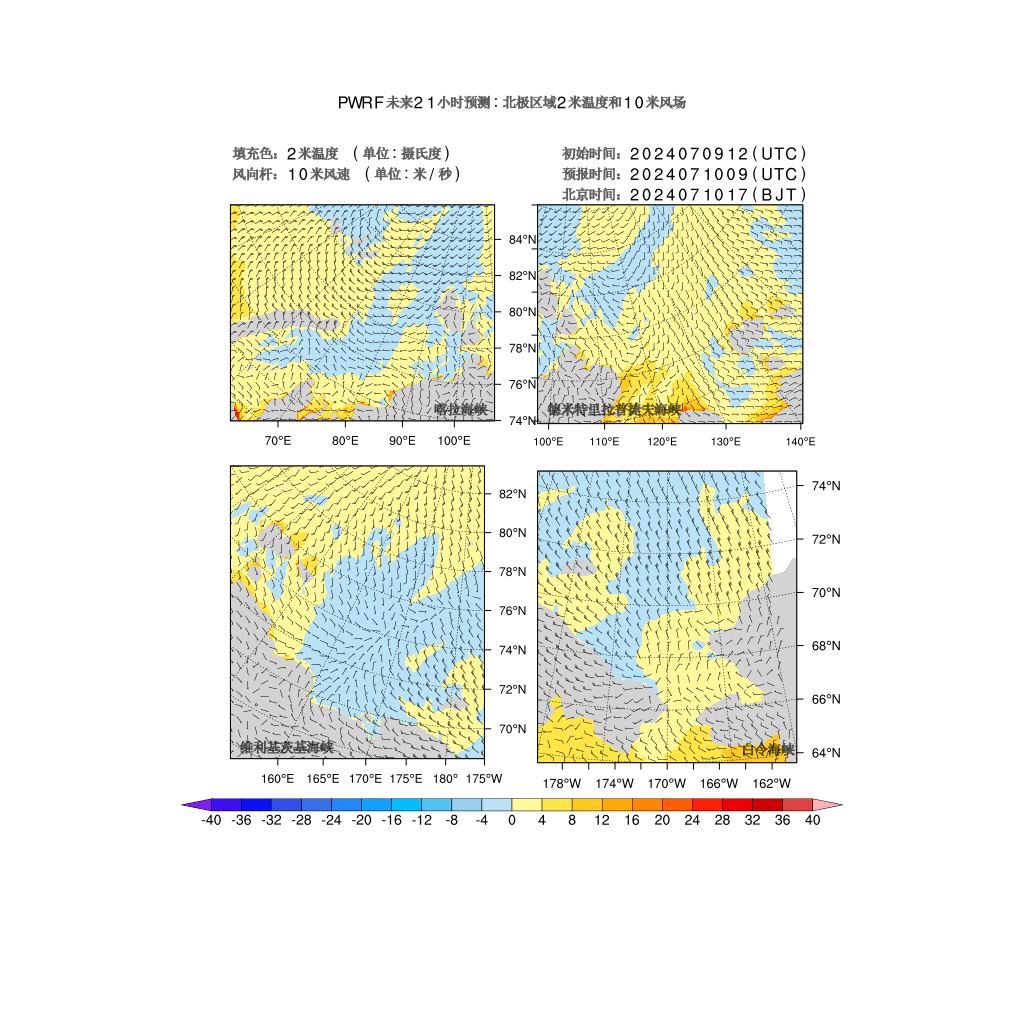 PWRF未来21小时预测：北极区域2米温度和10米风场
填充色：2米温度 (单位：摄氏度)
风向杆：10米风速 (单位：米/秒)
初始时间：2024070912(UTC)
预报时间：2024071009(UTC)
北京时间：2024071017(BJT)
84°N
82°N
80°N
78°N
76°N
74°N
喀拉海峡
70°E 80°E 90°E 100°E
德米特里拉普捷夫海峡
100°E 110°E 120°E 130°E 140°E
82°N
80°N
78°N
76°N
74°N
72°N
70°N
维利基茨基海峡
160°E 165°E 170°E 175°E 180° 175°W
74°N
72°N
70°N
68°N
66°N
64°N
白令海峡
178°W 174°W 170°W 166°W 162°W
-40 -36 -32 -28 -24 -20 -16 -12 -8 -4 0 4 8 12 16 20 24 28 32 36 40